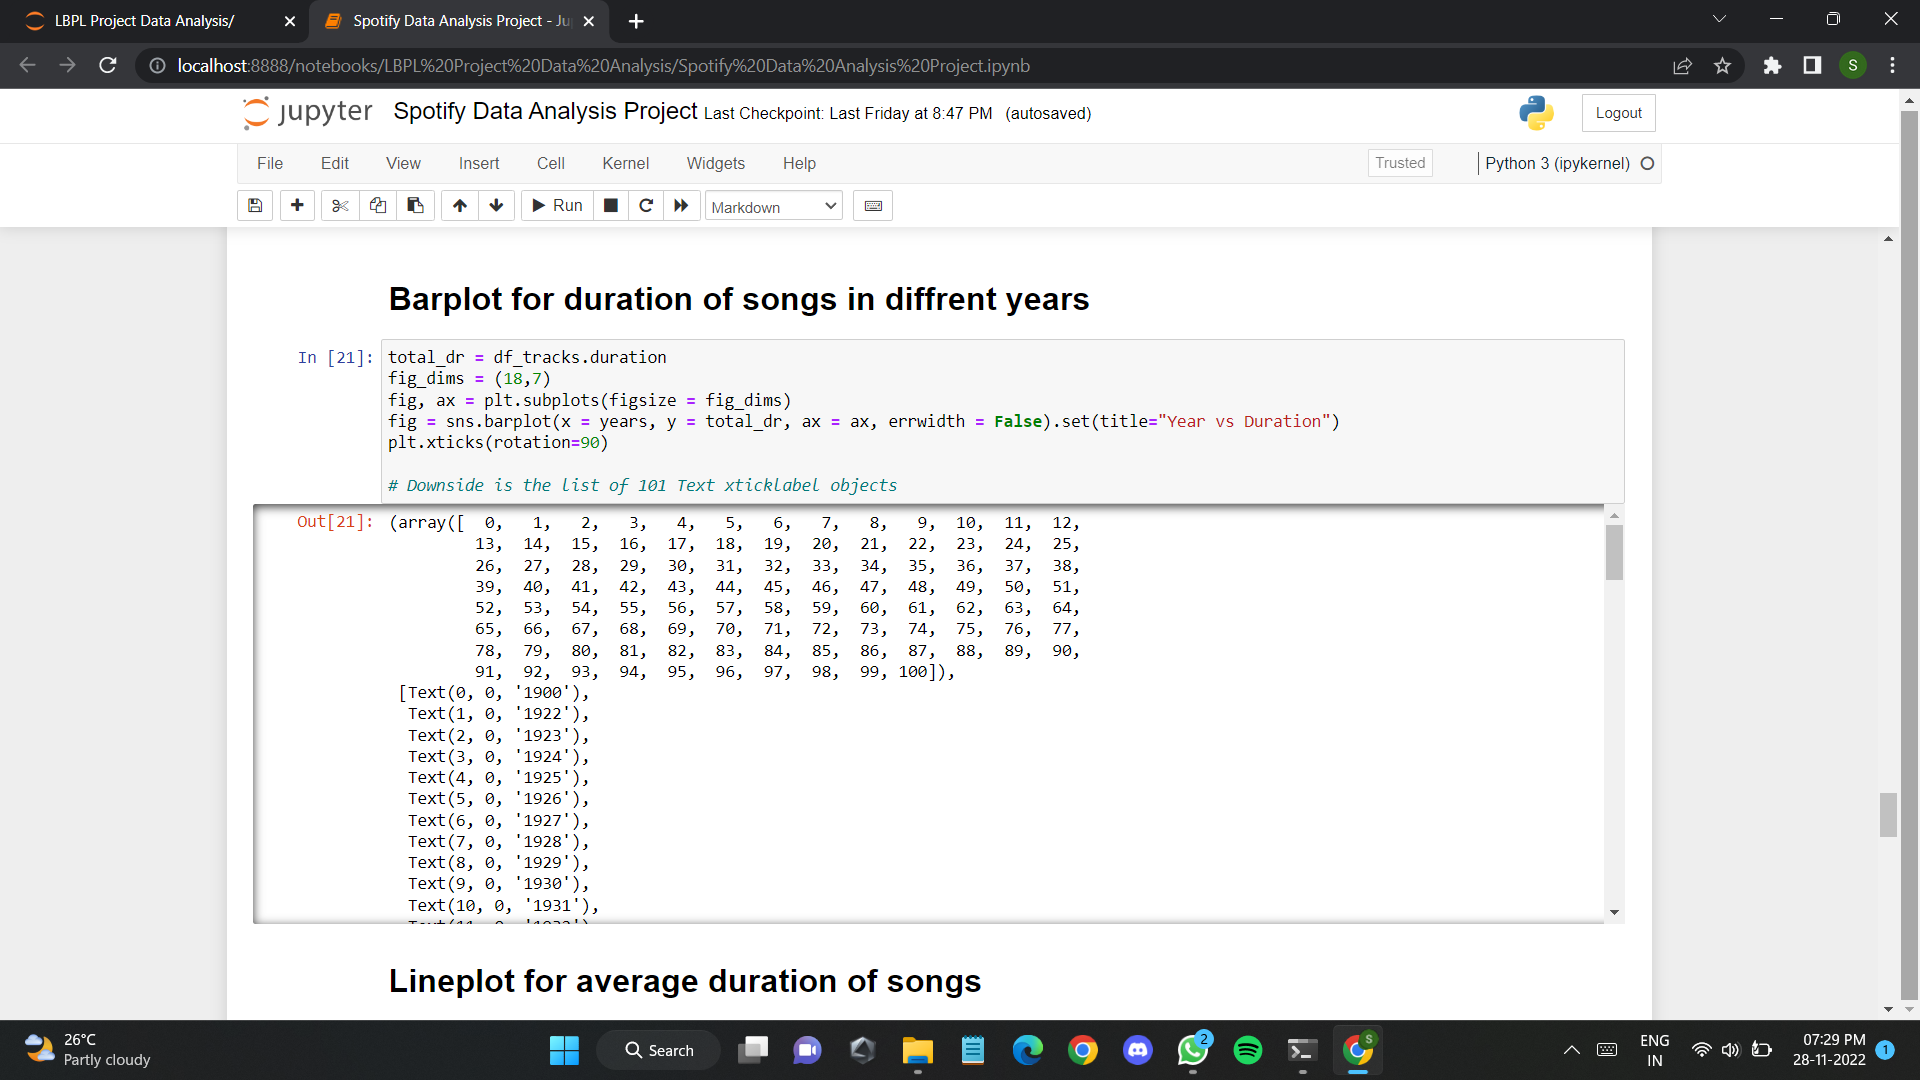 LBPL Project Data Analysis/
Spotify Data Analysis Project - Ju
localhost:8888/notebooks/LBPL%20Project%20Data%20Analysis/Spotify%20Data%20Analysis%20Project.ipynb
S
jupyter Spotify Data Analysis Project Last Checkpoint: Last Friday at 8:47 PM (autosaved)
Logout
File Edit View Insert Cell Kernel Widgets Help
Trusted
Python 3 (ipykernel)
Run
Markdown
Barplot for duration of songs in diffrent years
In [21]: total_dr = df_tracks.duration
fig_dims = (18,7)
fig, ax = plt.subplots(figsize = fig_dims)
fig = sns.barplot(x = years, y = total_dr, ax = ax, errwidth = False).set(title="Year vs Duration")
plt.xticks(rotation=90)
# Downside is the list of 101 Text xticklabel objects
Out[21]: (array([ 0, 1, 2, 3, 4, 5, 6, 7, 8, 9, 10, 11, 12,
13, 14, 15, 16, 17, 18, 19, 20, 21, 22, 23, 24, 25,
26, 27, 28, 29, 30, 31, 32, 33, 34, 35, 36, 37, 38,
39, 40, 41, 42, 43, 44, 45, 46, 47, 48, 49, 50, 51,
52, 53, 54, 55, 56, 57, 58, 59, 60, 61, 62, 63, 64,
65, 66, 67, 68, 69, 70, 71, 72, 73, 74, 75, 76, 77,
78, 79, 80, 81, 82, 83, 84, 85, 86, 87, 88, 89, 90,
91, 92, 93, 94, 95, 96, 97, 98, 99, 100]),
[Text(0, 0, '1900'),
Text(1, 0, '1922'),
Text(2, 0, '1923'),
Text(3, 0, '1924'),
Text(4, 0, '1925'),
Text(5, 0, '1926'),
Text(6, 0, '1927'),
Text(7, 0, '1928'),
Text(8, 0, '1929'),
Text(9, 0, '1930'),
Text(10, 0, '1931'),
Lineplot for average duration of songs
26°C
Partly cloudy
Search
2
S
ENG
IN
07:29 PM
28-11-2022
1